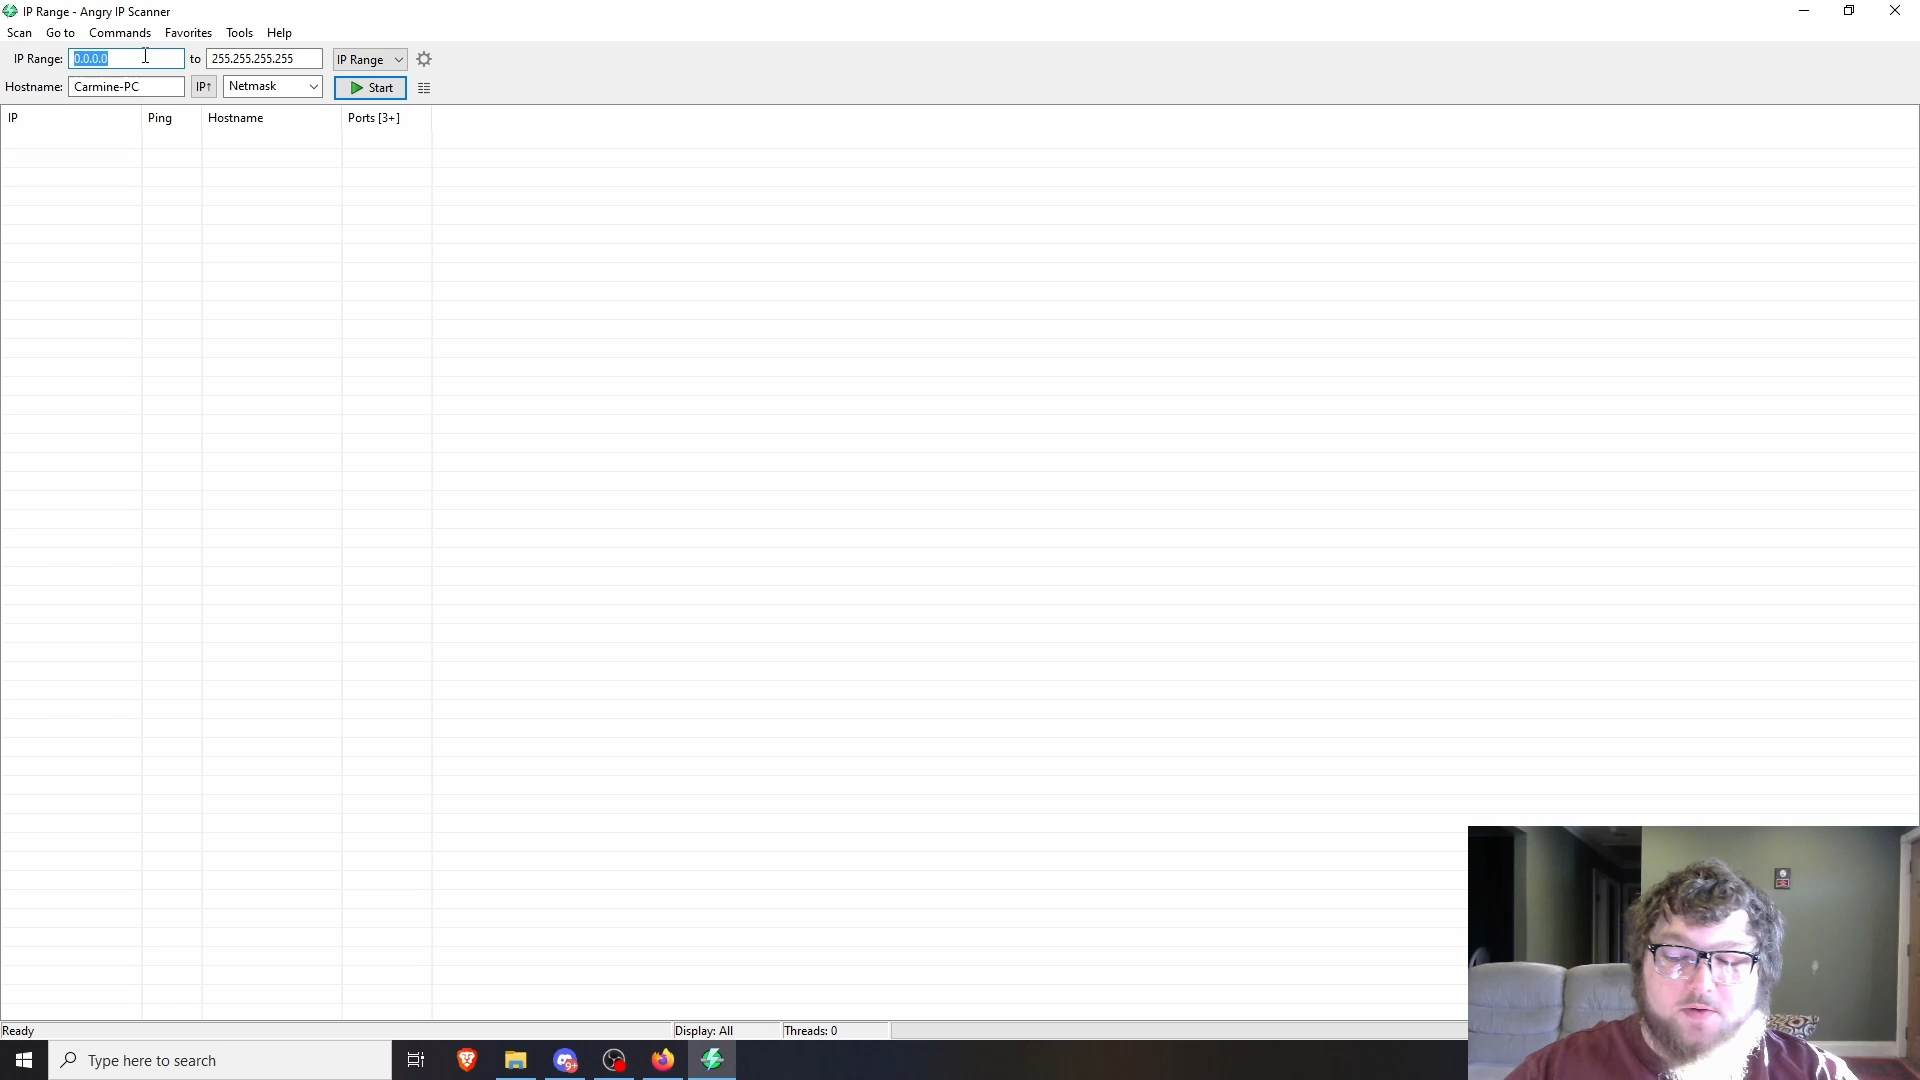 IP Range - Angry IP Scanner
Scan Go to Commands Favorites Tools Help
IP Range: 0.0.0.0 to 255.255.255.255 IP Range
Hostname: Carmine-PC IP↑ Netmask Start
IP Ping Hostname Ports [3+]
Ready Display: All Threads: 0
Type here to search 9+